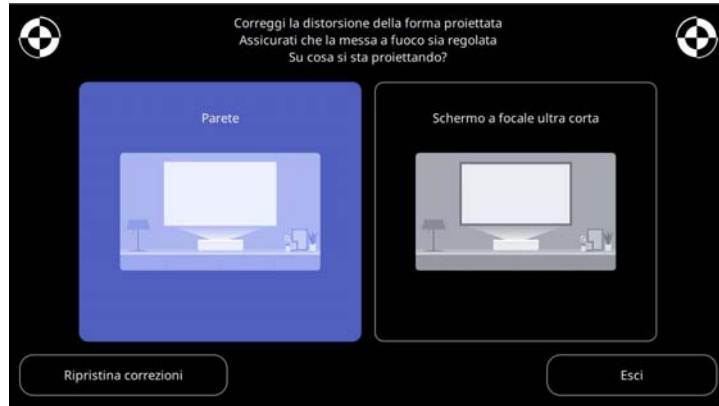 Correggi la distorsione della forma proiettata
Assicurati che la messa a fuoco sia regolata
Su cosa si sta proiettando?
Parete
Schermo a focale ultra corta
Ripristina correzioni
Esci